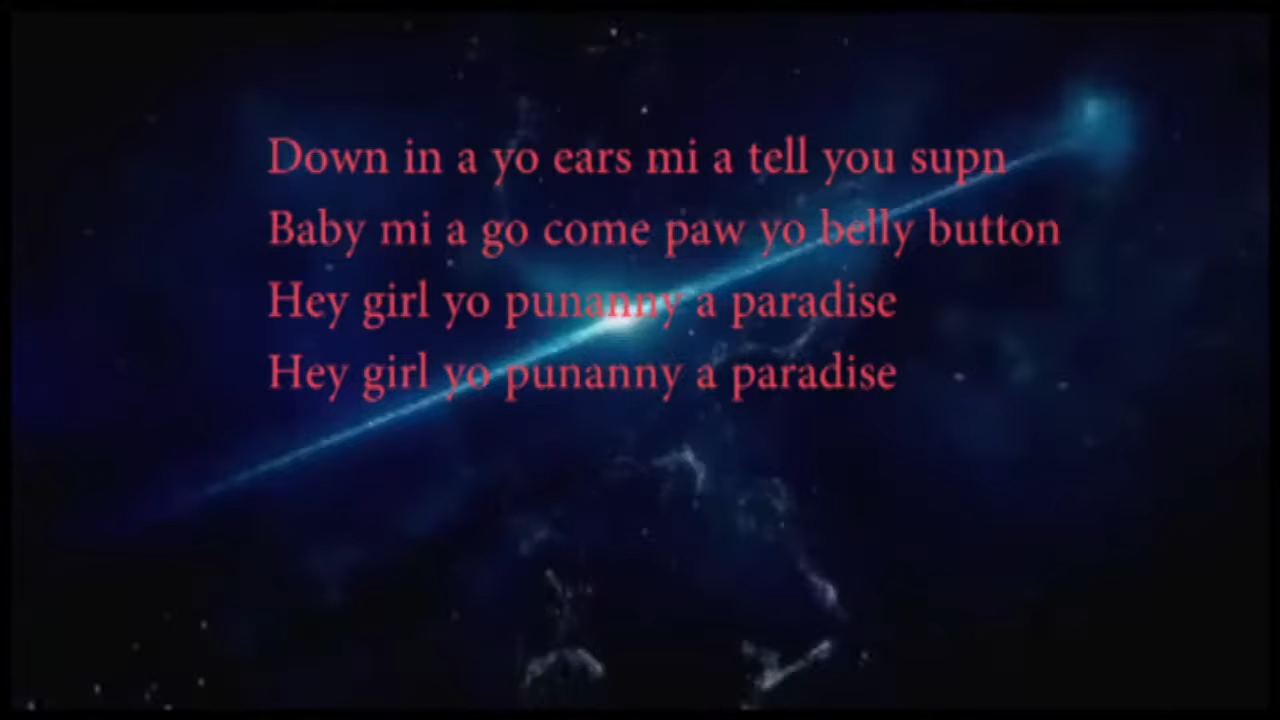 Down in a yo ears mi a tell you supn
Baby mi a go come paw yo belly button
Hey girl yo punanny a paradise
Hey girl yo punanny a paradise